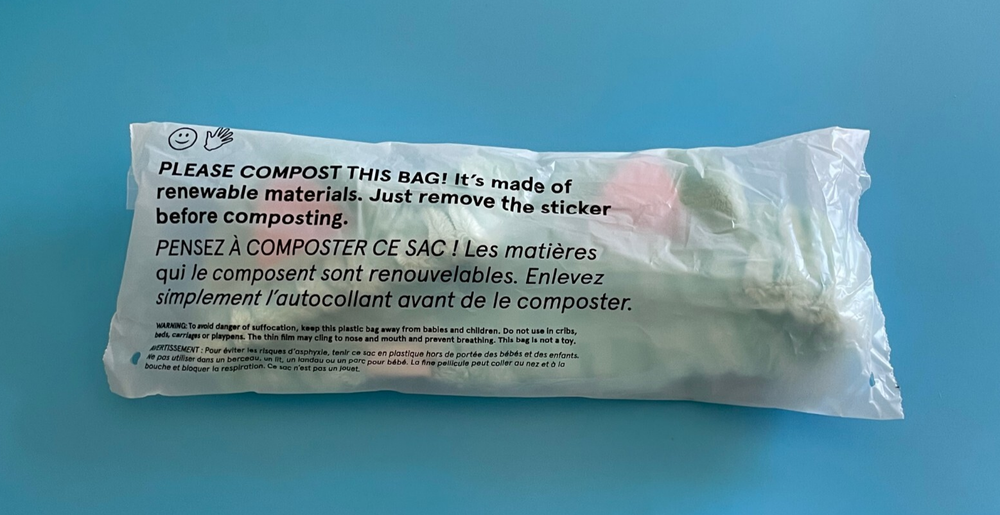 PLEASE COMPOST THIS BAG! It's made of
renewable materials. Just remove the sticker
before composting.
PENSEZ À COMPOSTER CE SAC ! Les matières
qui le composent sont renouvelables. Enlevez
simplement l'autocollant avant de le composter.
WARNING: To avoid danger of suffocation, keep this plastic bag away from babies and children. Do not use in cribs,
beds, carriages or playpens. The thin film may cling to nose and mouth and prevent breathing. This bag is not a toy.
AVERTISSEMENT : Pour éviter les risques d'asphyxie, tenir ce sac en plastique hors de portée des bébés et des enfants.
Ne pas utiliser dans un berceau, un lit, un landau ou un parc pour bébé. La fine pellicule peut coller au nez et à la
bouche et bloquer la respiration. Ce sac n'est pas un jouet.